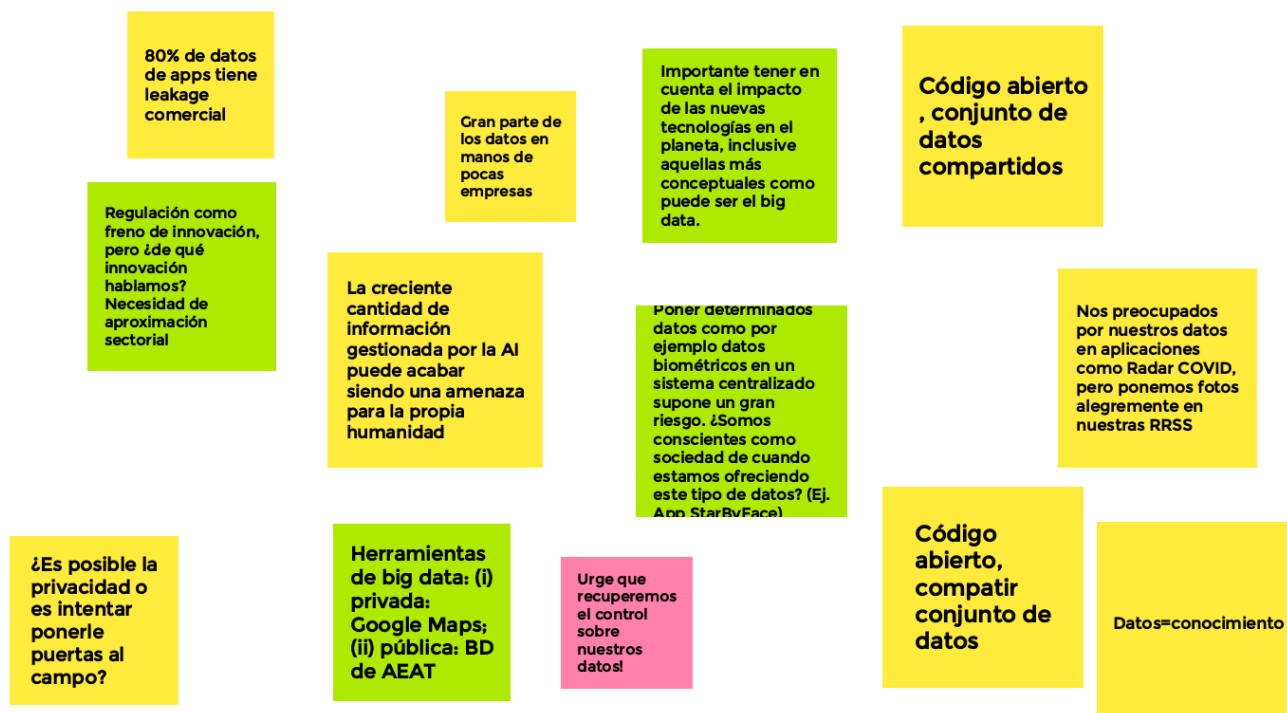 80% de datos
de apps tiene
leakage
comercial
Gran parte de
los datos en
manos de
pocas
empresas
Importante tener en
cuenta el impacto
de las nuevas
tecnologías en el
planeta, inclusive
aquellas más
conceptuales como
puede ser el big
data.
Código abierto
, conjunto de
datos
compartidos
Regulación como
freno de innovación,
pero ¿de qué
innovación
hablamos?
Necesidad de
aproximación
sectorial
La creciente
cantidad de
información
gestionada por la AI
puede acabar
siendo una amenaza
para la propia
humanidad
Poner determinados
datos como por
ejemplo datos
biométricos en un
sistema centralizado
supone un gran
riesgo. ¿Somos
conscientes como
sociedad de cuando
estamos ofreciendo
este tipo de datos? (Ej.
App StarByFace)
Nos preocupados
por nuestros datos
en aplicaciones
como Radar COVID,
pero ponemos fotos
alegremente en
nuestras RRSS
¿Es posible la
privacidad o
es intentar
ponerle
puertas al
campo?
Herramientas
de big data: (i)
privada:
Google Maps;
(ii) pública: BD
de AEAT
Urge que
recuperemos
el control
sobre
nuestros
datos!
Código
abierto,
compatir
conjunto de
datos
Datos=conocimiento